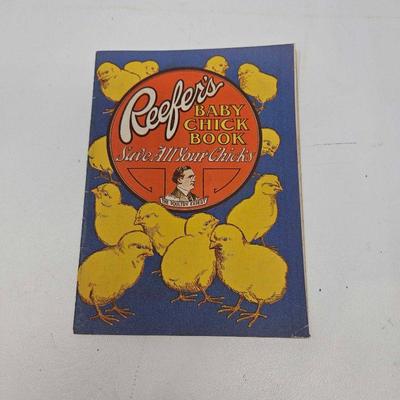 Reefer's
BABY
CHICK
BOOK
Save All Your Chicks
THE POULTRY EXPERT